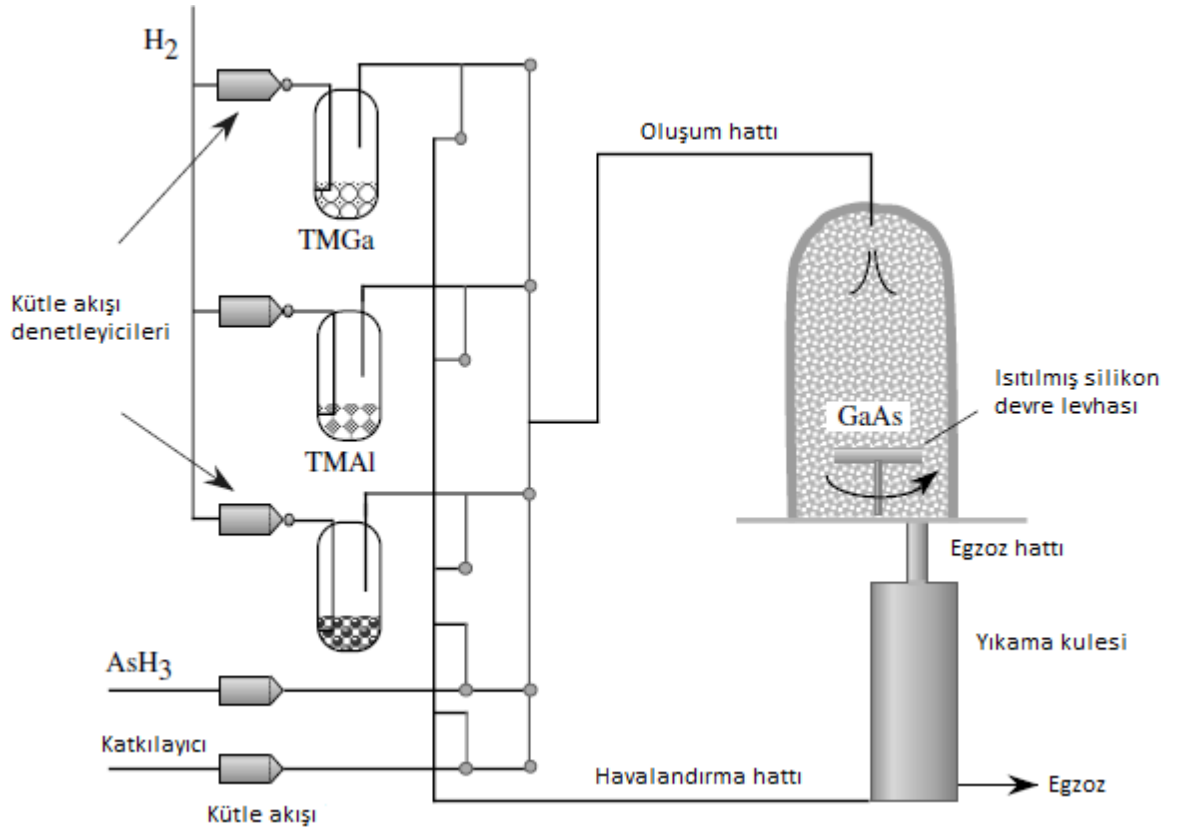 H2
TMGa
Oluşum hattı
Kütle akışı
denetleyicileri
TMAl
Isıtılmış silikon
devre levhası
GaAs
Egzoz hattı
Yıkama kulesi
AsH3
Katkılayıcı
Havalandırma hattı
Egzoz
Kütle akışı